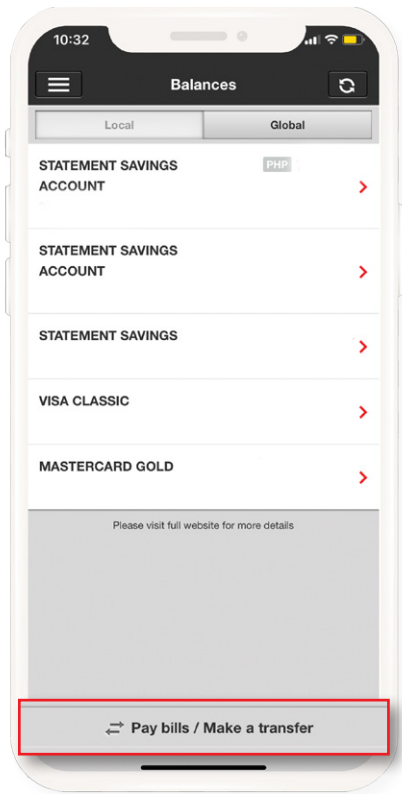 10:32
Balances
Local Global
STATEMENT SAVINGS PHP
ACCOUNT
STATEMENT SAVINGS
ACCOUNT
STATEMENT SAVINGS
VISA CLASSIC
MASTERCARD GOLD
Please visit full website for more details
Pay bills / Make a transfer